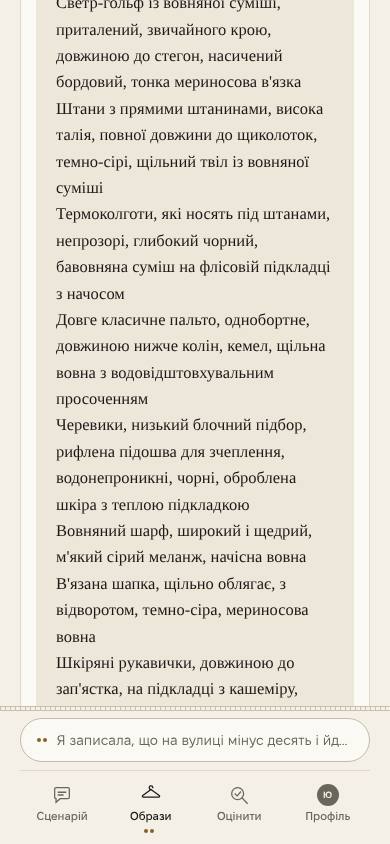 Светр-гольф із вовняної суміші,
приталений, звичайного крою,
довжиною до стегон, насичений
бордовий, тонка мериносова в'язка
Штани з прямими штанинами, висока
талія, повної довжини до щиколоток,
темно-сірі, щільний твіл із вовняної
суміші
Термоколготи, які носять під штанами,
непрозорі, глибокий чорний,
бавовняна суміш на флісовій підкладці
з начосом
Довге класичне пальто, однобортне,
довжиною нижче колін, кемел, щільна
вовна з водовідштовхувальним
просоченням
Черевики, низький блочний підбор,
рифлена підошва для зчеплення,
водонепроникні, чорні, оброблена
шкіра з теплою підкладкою
Вовняний шарф, широкий і щедрий,
м'який сірий меланж, начісна вовна
В'язана шапка, щільно облягає, з
відворотом, темно-сіра, мериносова
вовна
Шкіряні рукавички, довжиною до
зап'ястка, на підкладці з кашеміру,
Я записала, що на вулиці мінус десять і йд...
Сценарій
Образи
Оцінити
Ю
Профіль